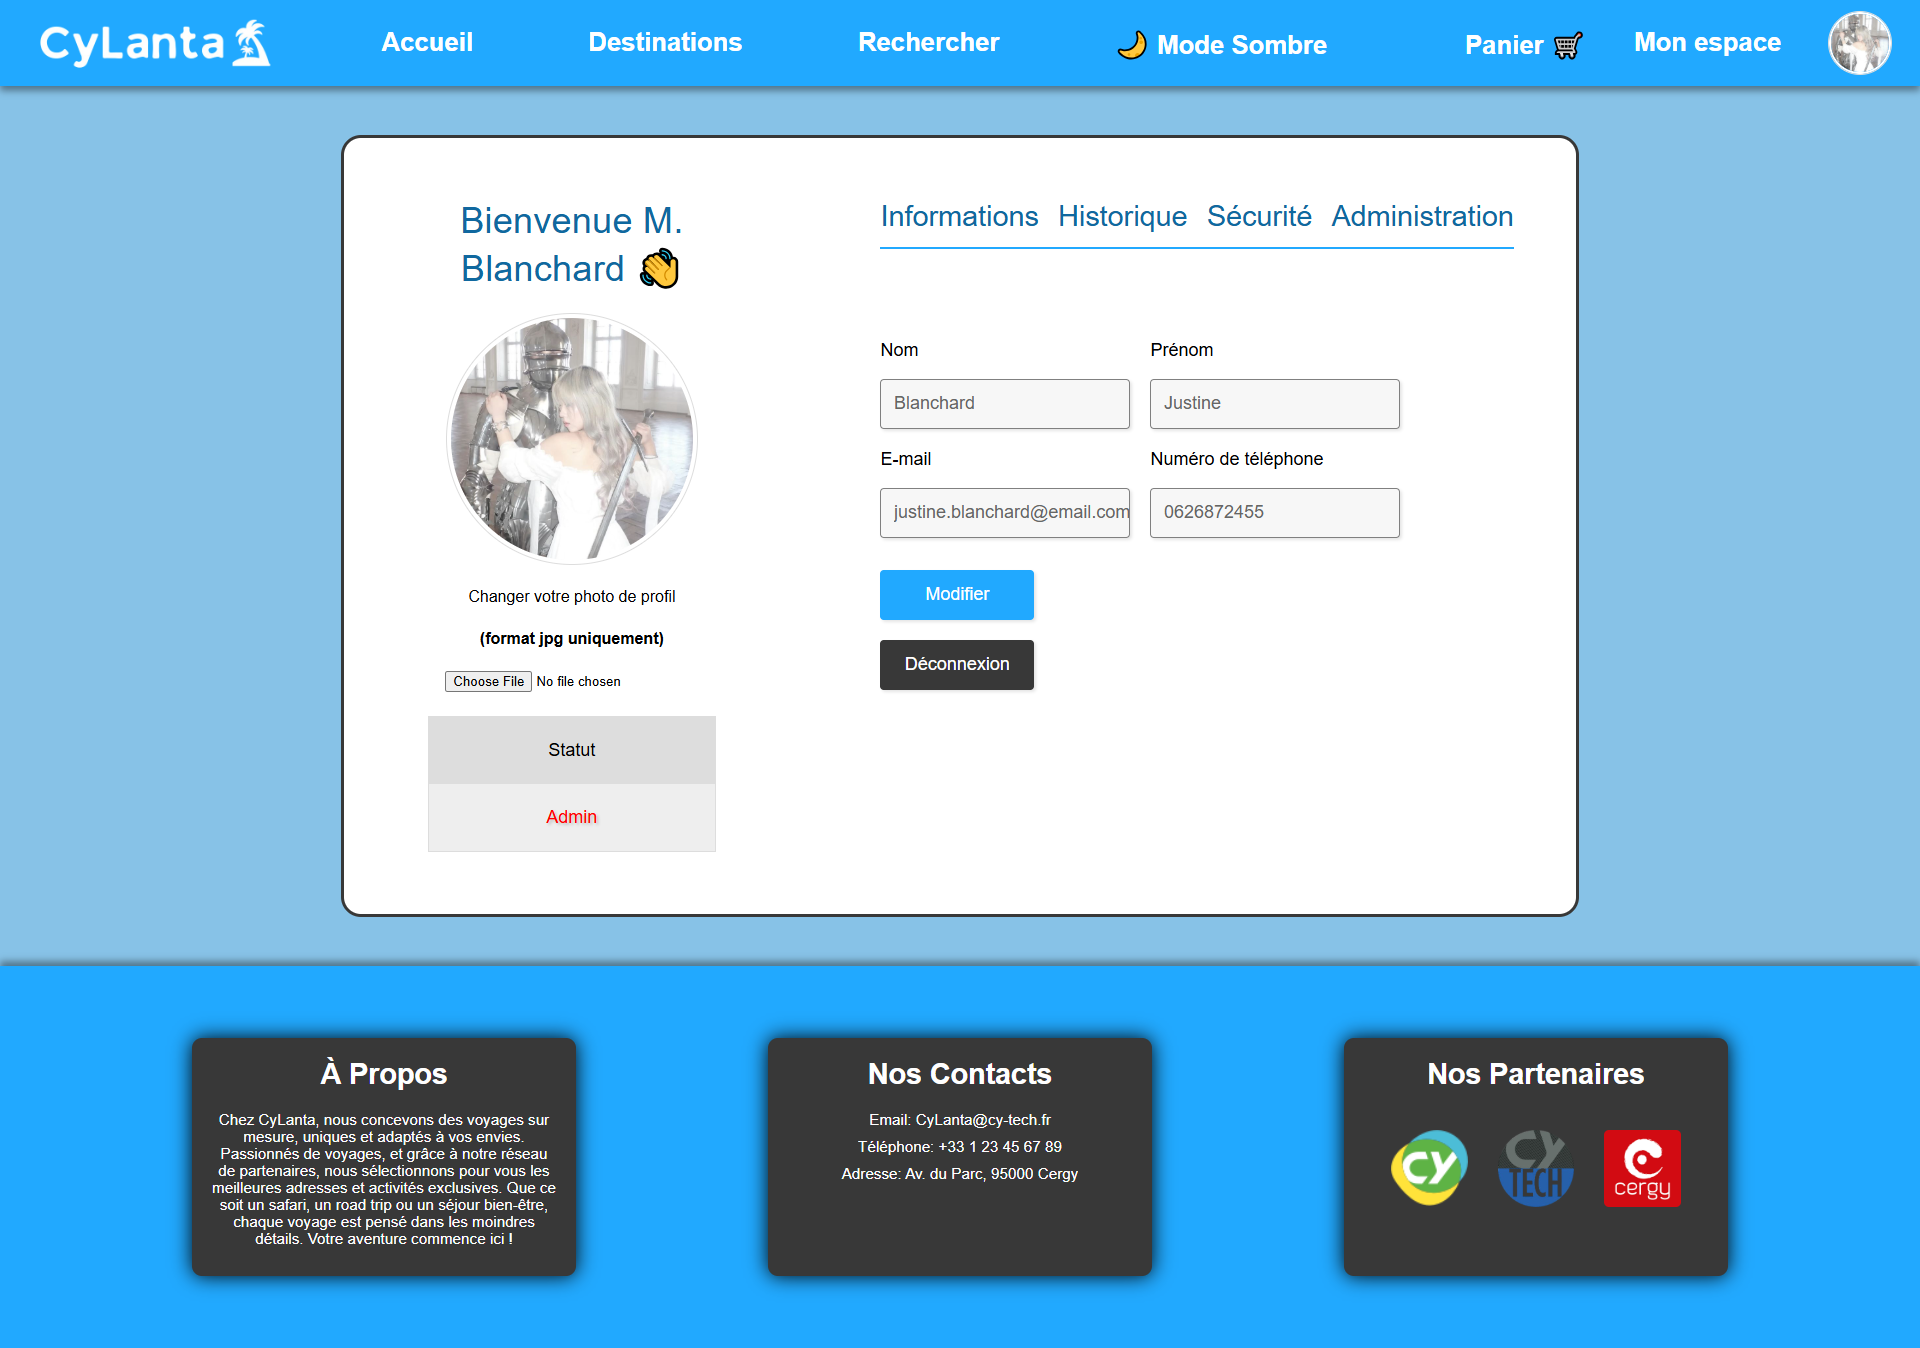 CyLanta
Accueil
Destinations
Rechercher
Mode Sombre
Panier
Mon espace
Bienvenue M.
Blanchard
Changer votre photo de profil
(format jpg uniquement)
Choose File No file chosen
Statut
Admin
Informations Historique Sécurité Administration
Nom
Prénom
Blanchard
Justine
E-mail
Numéro de téléphone
justine.blanchard@email.com
0626872455
Modifier
Déconnexion
À Propos
Chez CyLanta, nous concevons des voyages sur
mesure, uniques et adaptés à vos envies.
Passionnés de voyages, et grâce à notre réseau
de partenaires, nous sélectionnons pour vous les
meilleures adresses et activités exclusives. Que ce
soit un safari, un road trip ou un séjour bien-être,
chaque voyage est pensé dans les moindres
détails. Votre aventure commence ici !
Nos Contacts
Email: CyLanta@cy-tech.fr
Téléphone: +33 1 23 45 67 89
Adresse: Av. du Parc, 95000 Cergy
Nos Partenaires
CY
CY
TECH
cergy